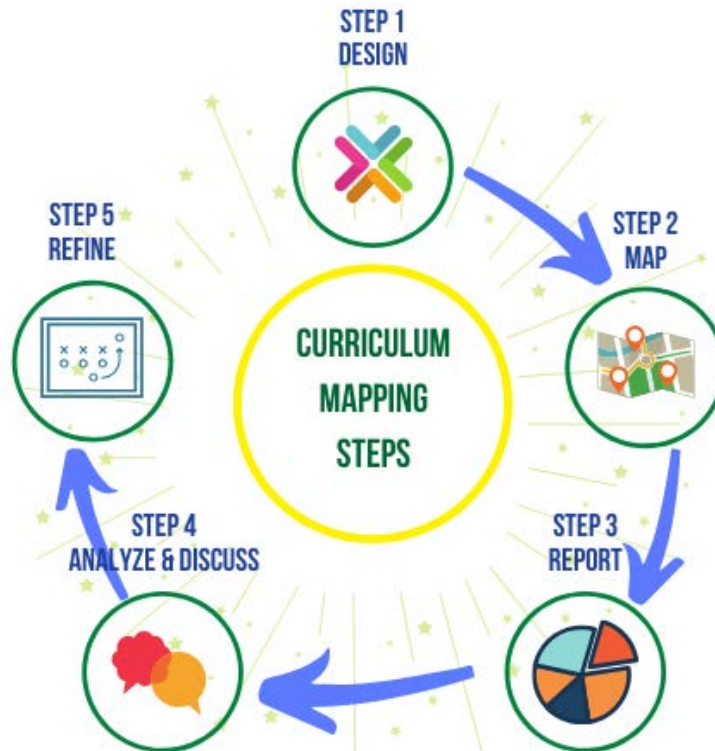 STEP 1
DESIGN
STEP 2
MAP
STEP 3
REPORT
STEP 4
ANALYZE & DISCUSS
STEP 5
REFINE
CURRICULUM
MAPPING
STEPS